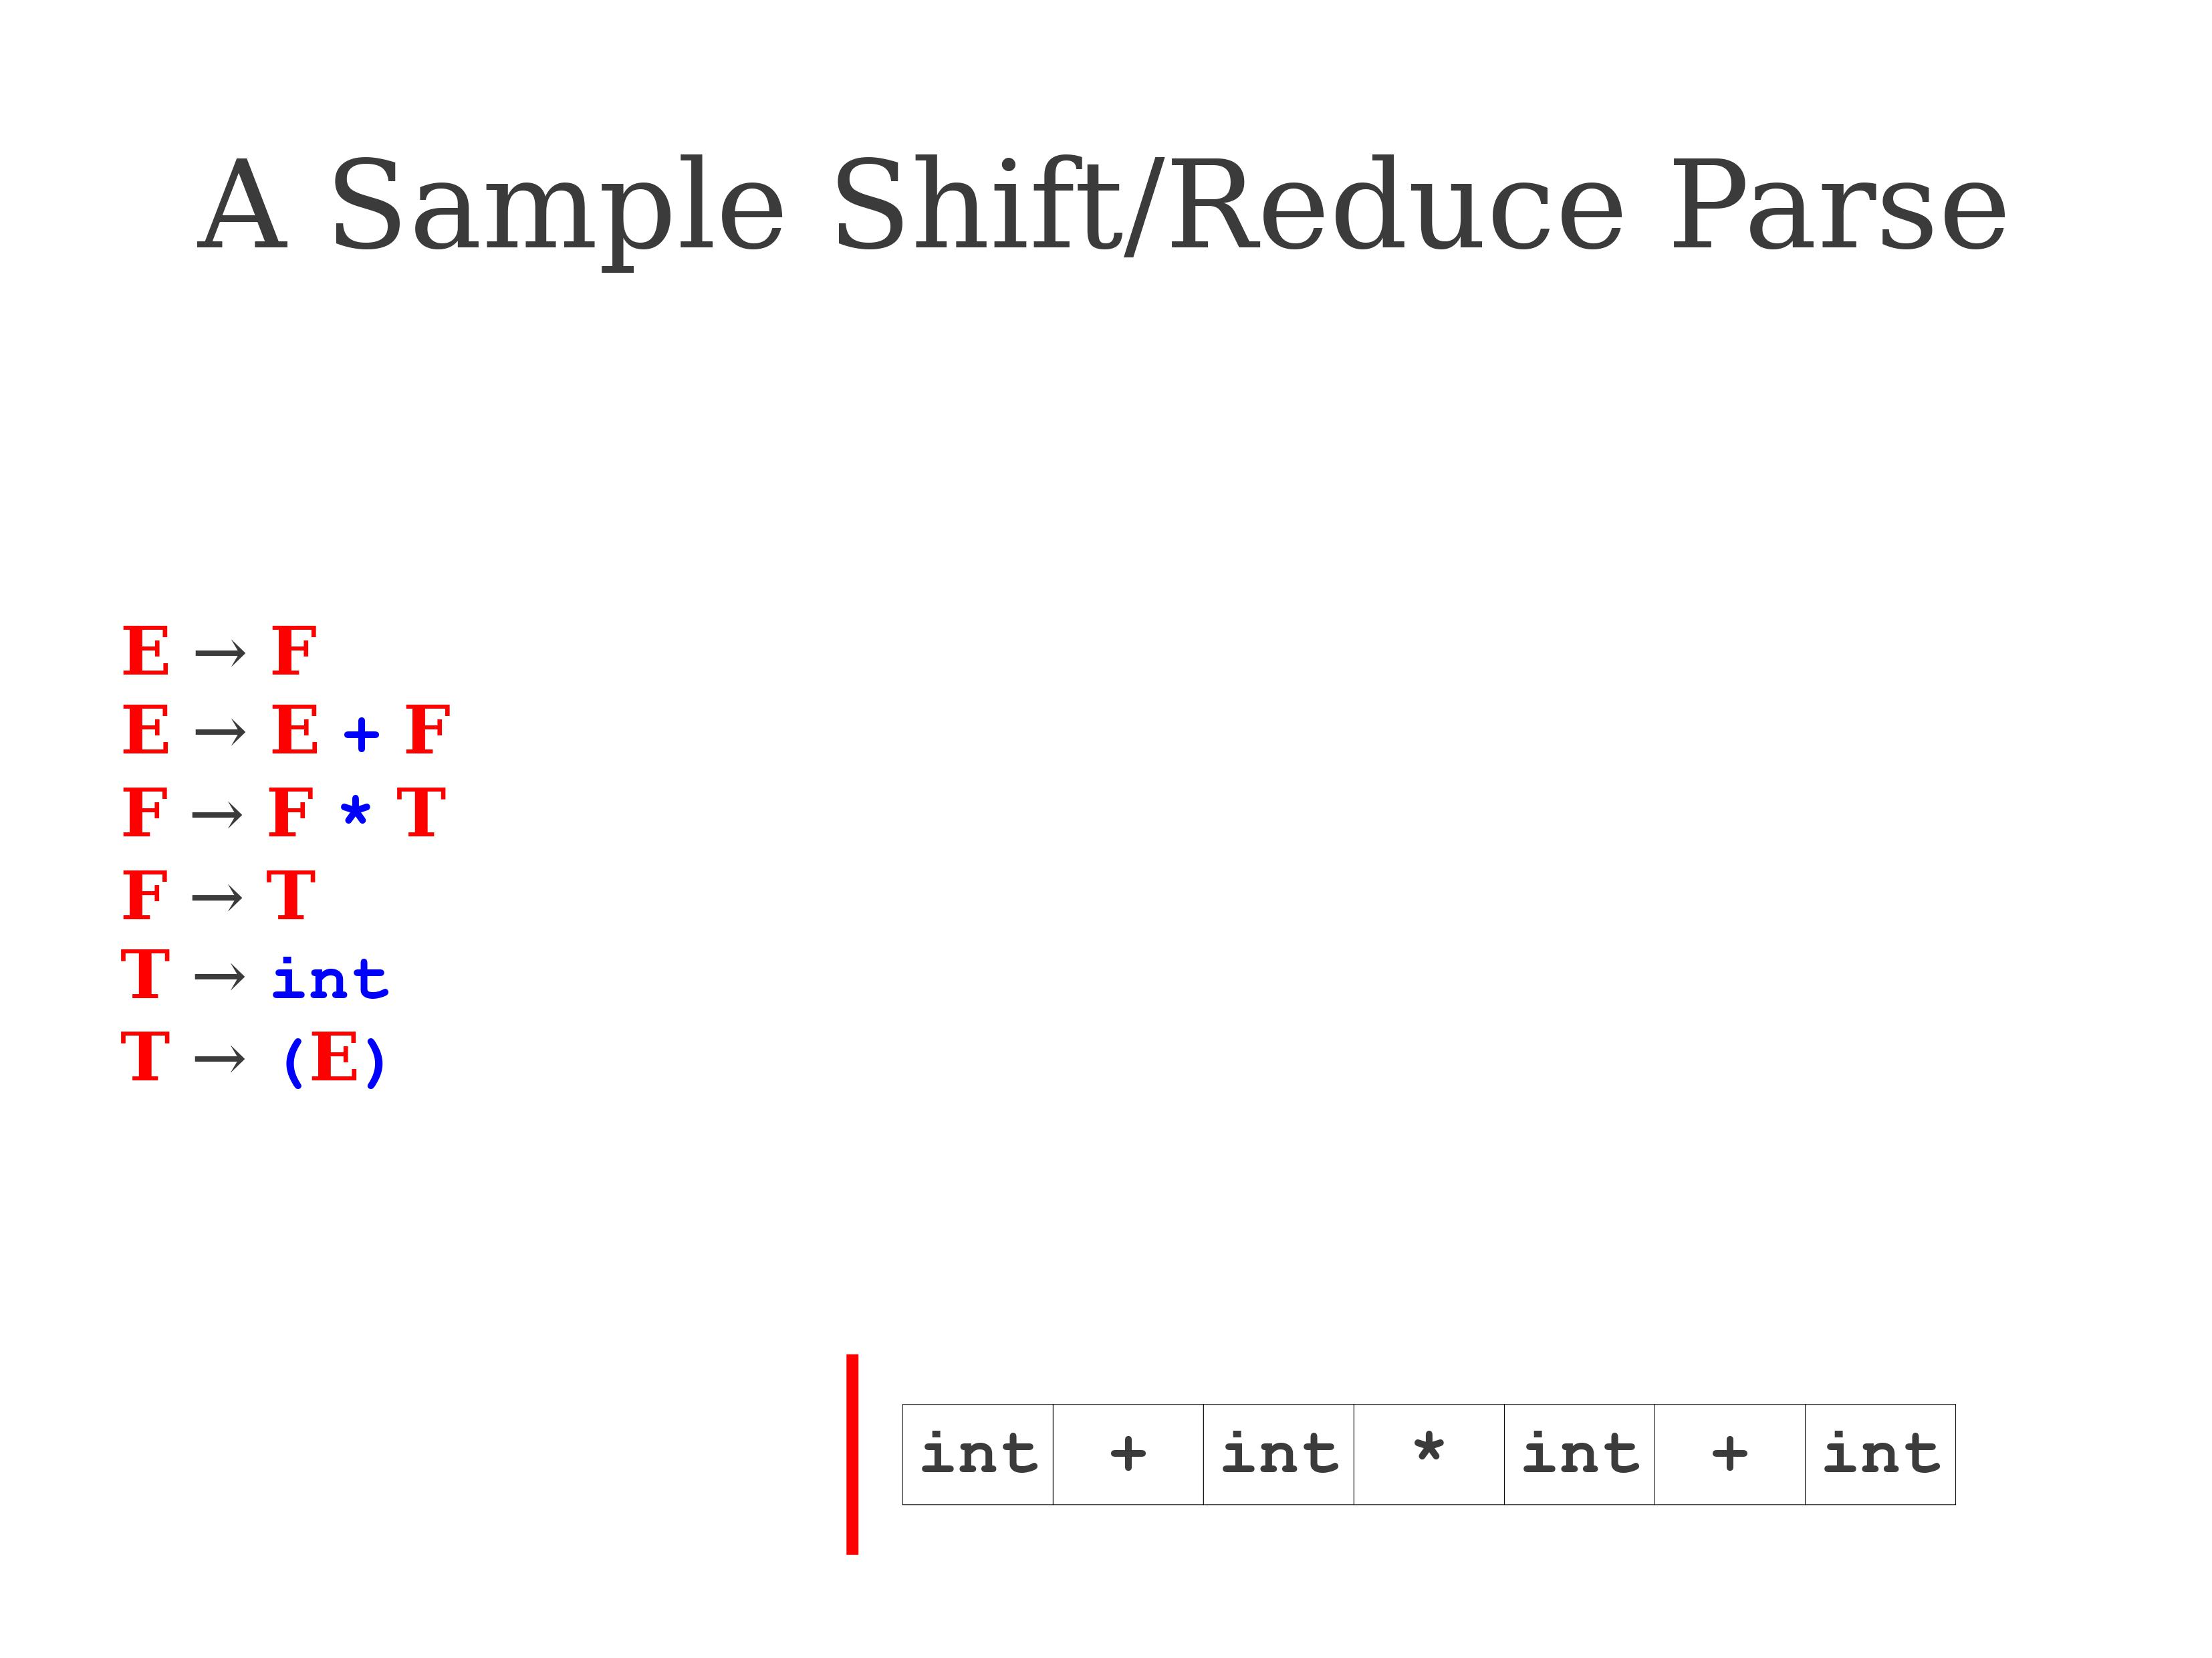 A Sample Shift/Reduce Parse
E → F
E → E + F
F → F * T
F → T
T → int
T → (E)
int + int * int + int